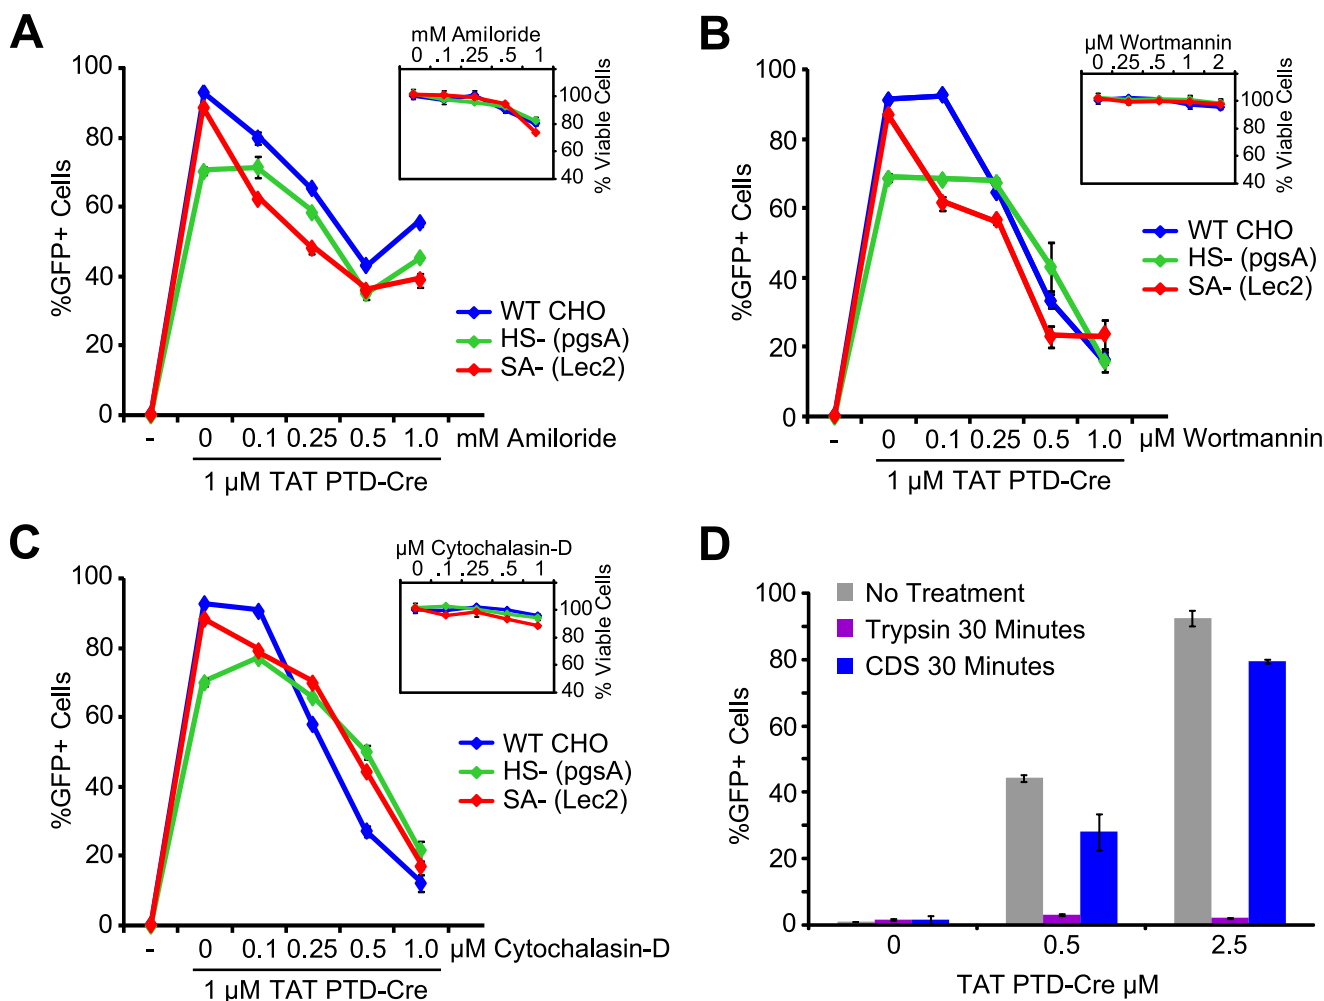 A
mM Amiloride
0 .1 .25 .5 1
100
80
60
40
% Viable Cells
100
80
60
40
20
0
%GFP+ Cells
WT CHO
HS- (pgsA)
SA- (Lec2)
- 0 0.1 0.25 0.5 1.0 mM Amiloride
1 µM TAT PTD-Cre
B
µM Wortmannin
0 .25 .5 1 2
100
80
60
40
% Viable Cells
100
80
60
40
20
0
%GFP+ Cells
WT CHO
HS- (pgsA)
SA- (Lec2)
- 0 0.1 0.25 0.5 1.0 µM Wortmannin
1 µM TAT PTD-Cre
C
µM Cytochalasin-D
0 .1 .25 .5 1
100
80
60
40
% Viable Cells
100
80
60
40
20
0
%GFP+ Cells
WT CHO
HS- (pgsA)
SA- (Lec2)
- 0 0.1 0.25 0.5 1.0 µM Cytochalasin-D
1 µM TAT PTD-Cre
D
100
80
60
40
20
0
%GFP+ Cells
No Treatment
Trypsin 30 Minutes
CDS 30 Minutes
0 0.5 2.5
TAT PTD-Cre µM